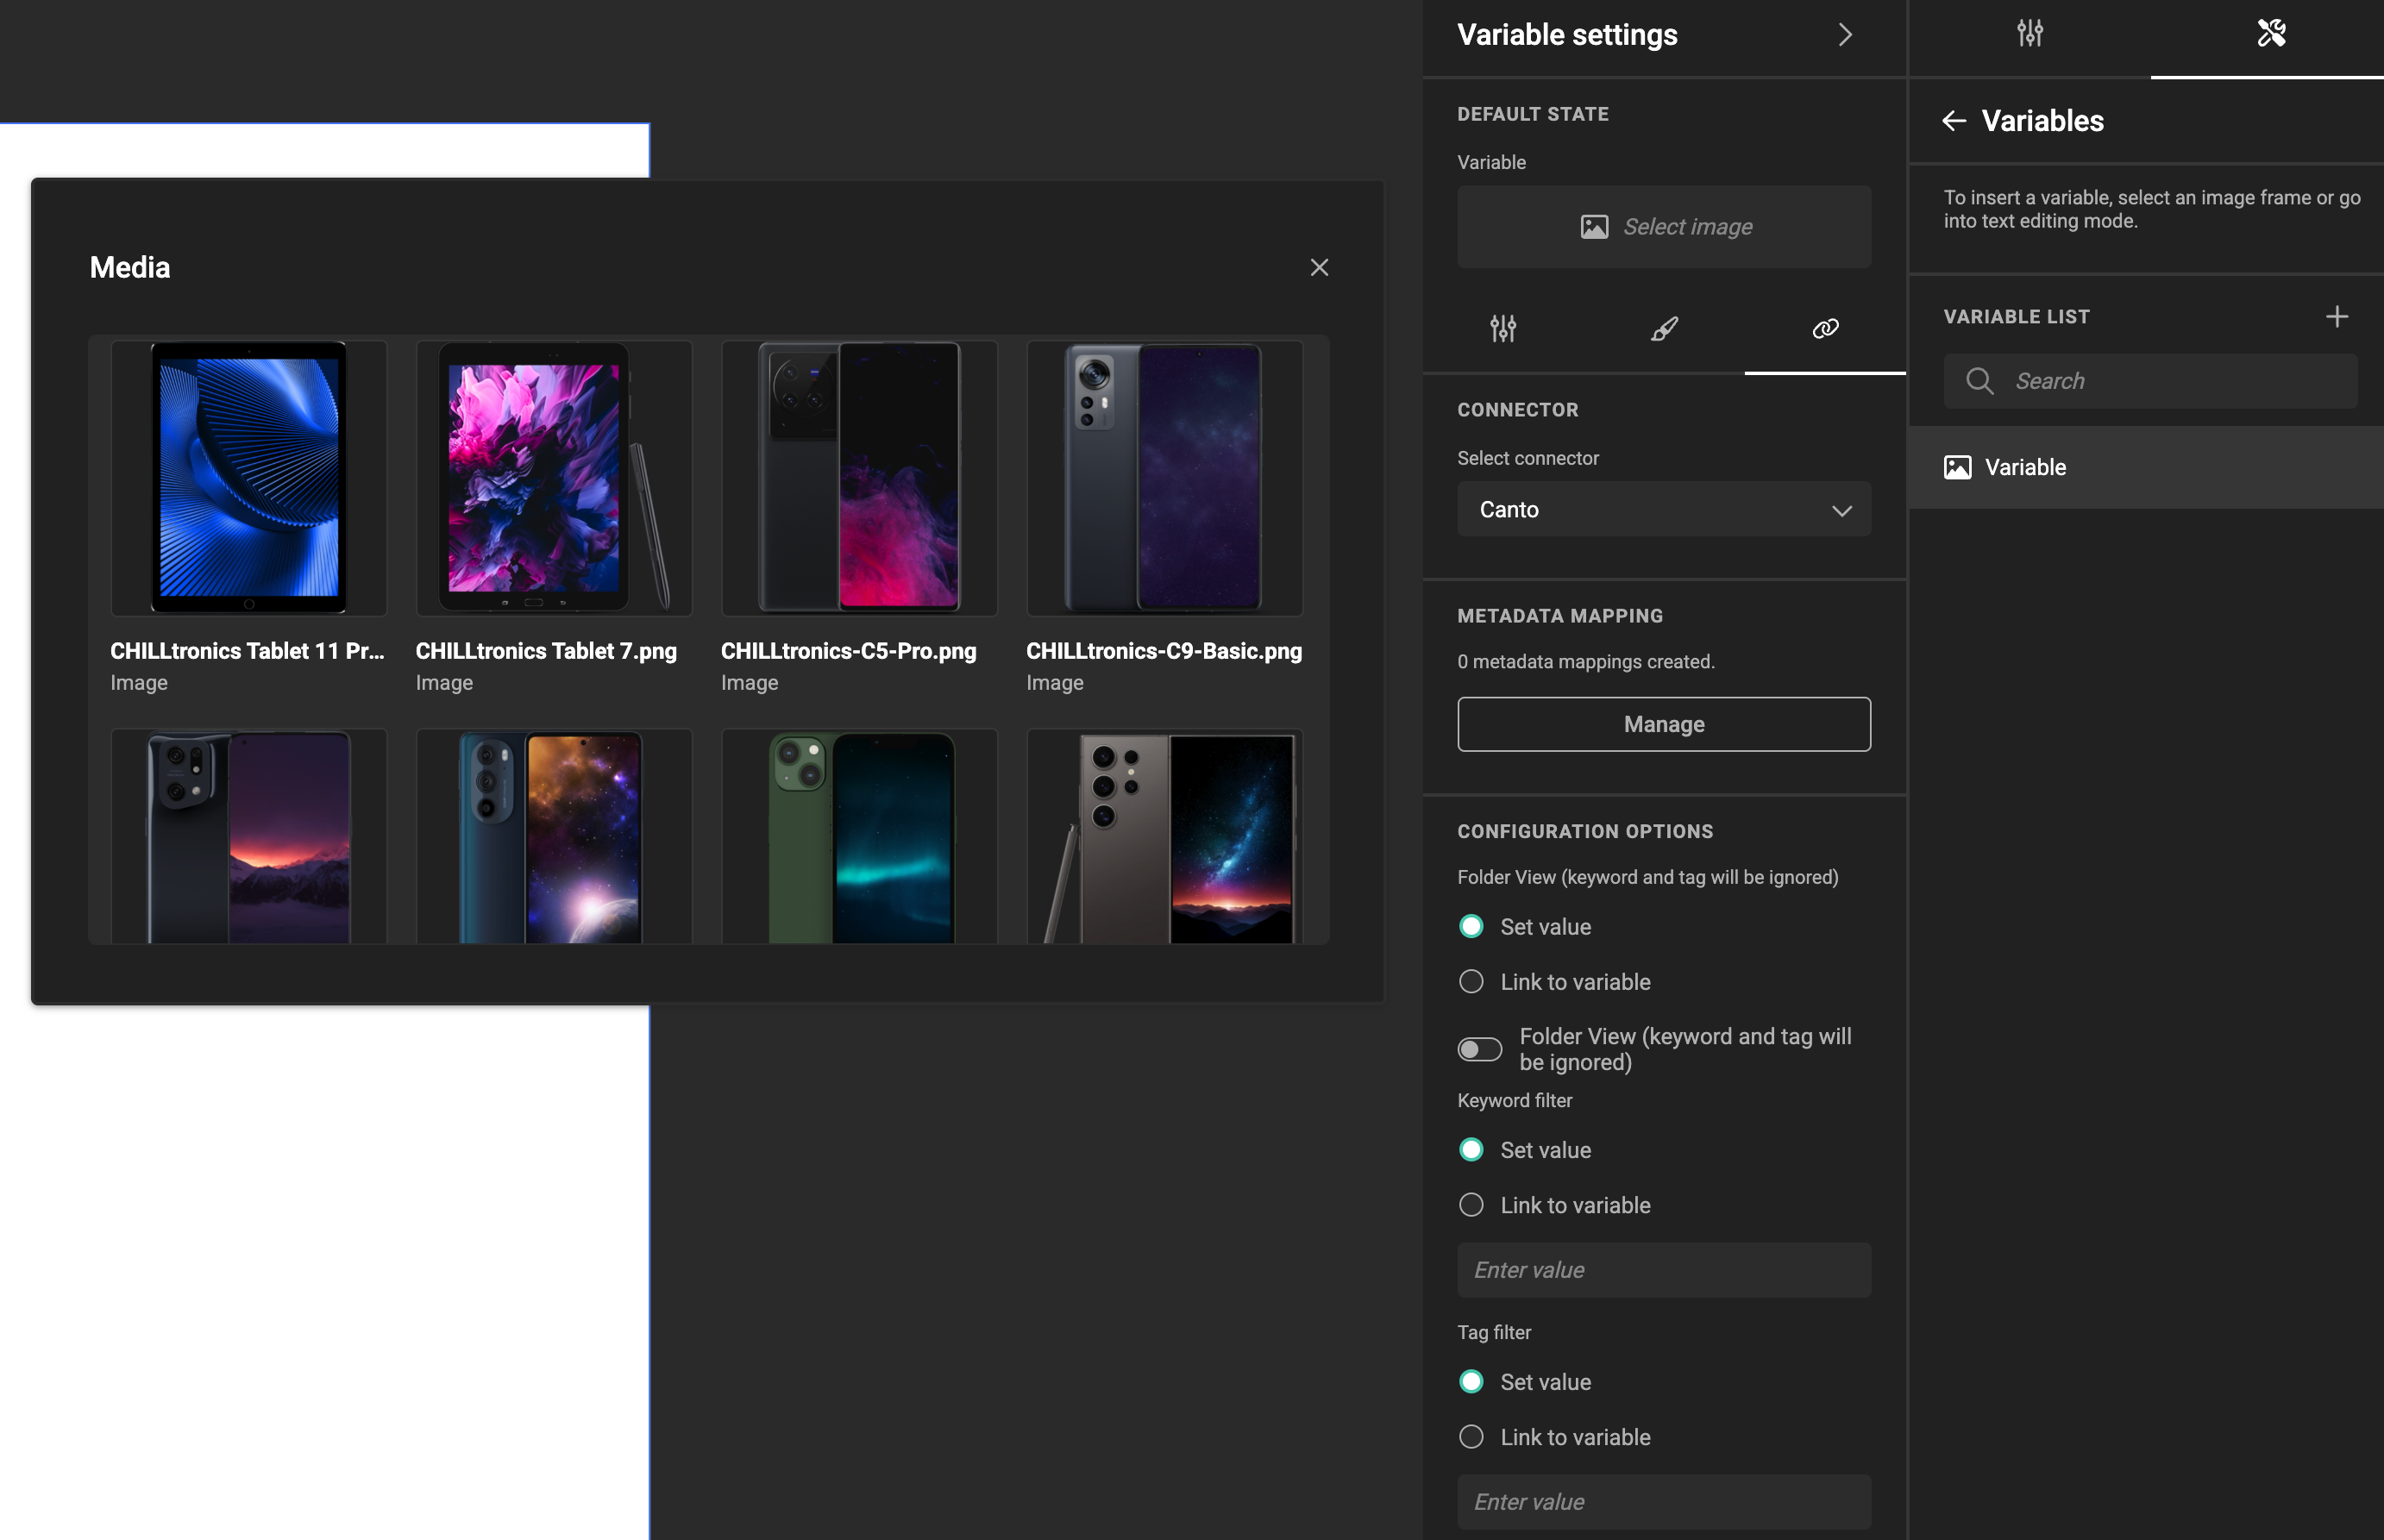 Media
CHILLtronics Tablet 11 Pr...
Image
CHILLtronics Tablet 7.png
Image
CHILLtronics-C5-Pro.png
Image
CHILLtronics-C9-Basic.png
Image
Variable settings
DEFAULT STATE
Variable
Select image
CONNECTOR
Select connector
Canto
METADATA MAPPING
0 metadata mappings created.
Manage
CONFIGURATION OPTIONS
Folder View (keyword and tag will be ignored)
Set value
Link to variable
Folder View (keyword and tag will
be ignored)
Keyword filter
Set value
Link to variable
Enter value
Tag filter
Set value
Link to variable
Enter value
Variables
To insert a variable, select an image frame or go
into text editing mode.
VARIABLE LIST
Search
Variable